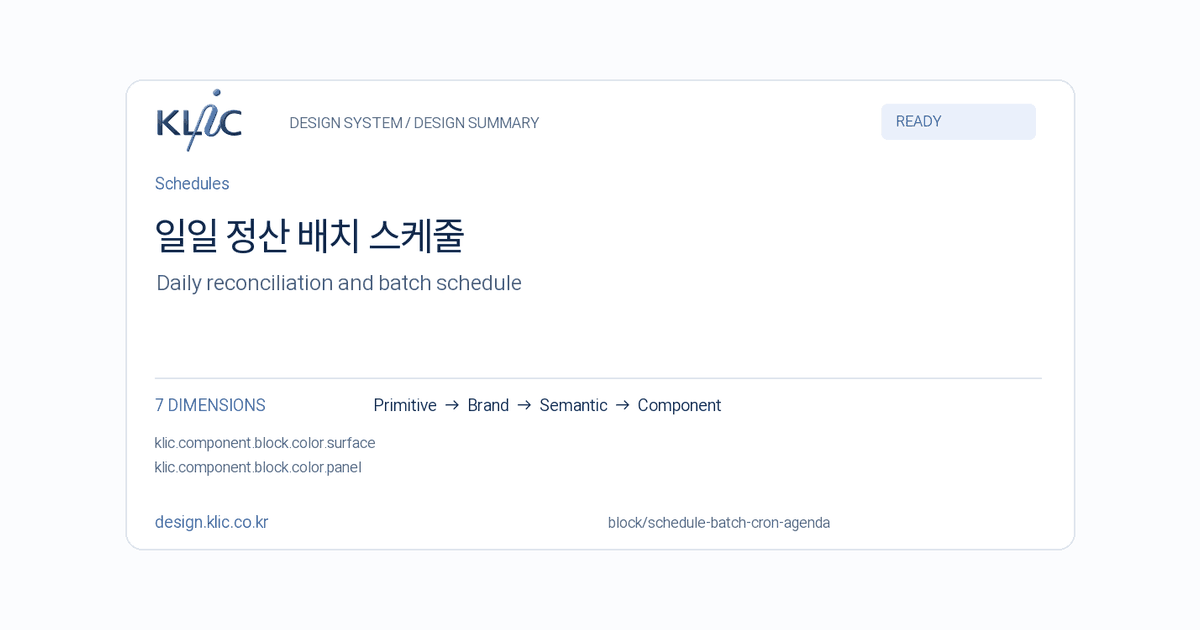 KLiC
DESIGN SYSTEM / DESIGN SUMMARY
READY
Schedules
일일 정산 배치 스케줄
Daily reconciliation and batch schedule
7 DIMENSIONS
Primitive → Brand → Semantic → Component
klic.component.block.color.surface
klic.component.block.color.panel
design.klic.co.kr
block/schedule-batch-cron-agenda